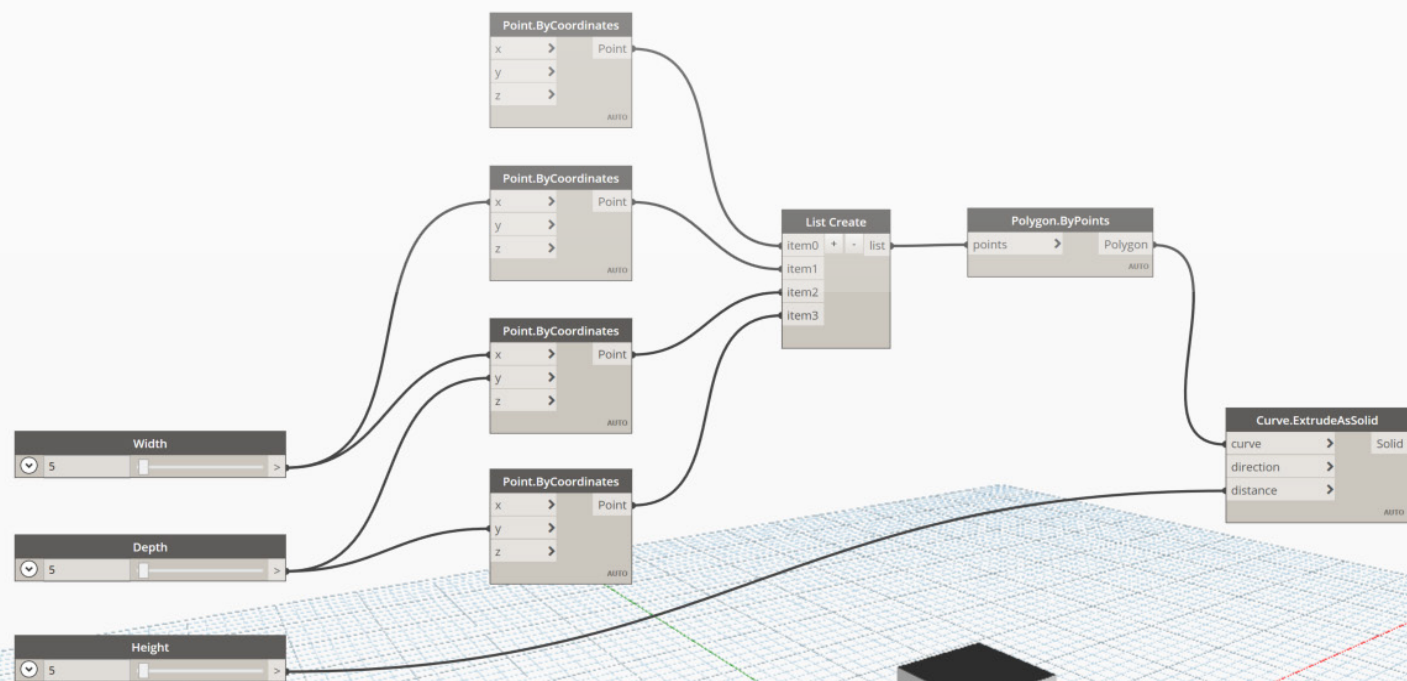 Point.ByCoordinates
x > Point
y >
z >
AUTO
Point.ByCoordinates
x > Point
y >
z >
AUTO
List Create
item0 + - list
item1
item2
item3
Polygon.ByPoints
points > Polygon
AUTO
Point.ByCoordinates
x > Point
y >
z >
AUTO
Width
5 >
Point.ByCoordinates
x > Point
y >
z >
AUTO
Depth
5 >
Height
5 >
Curve.ExtrudeAsSolid
curve > Solid
direction >
distance >
AUTO